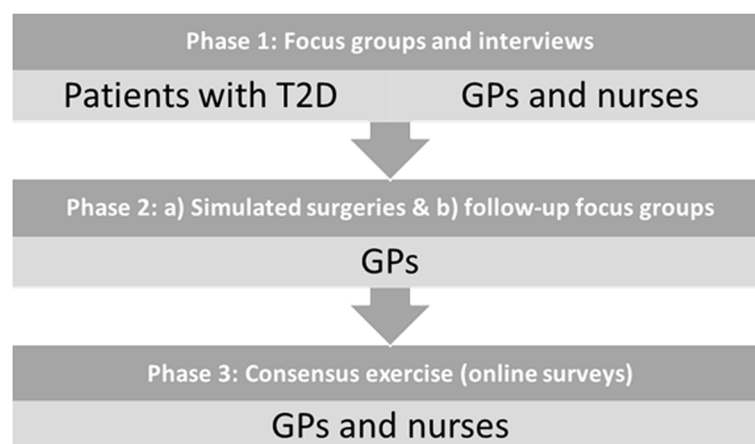 Phase 1: Focus groups and interviews
Patients with T2D
GPs and nurses
Phase 2: a) Simulated surgeries & b) follow-up focus groups
GPs
Phase 3: Consensus exercise (online surveys)
GPs and nurses